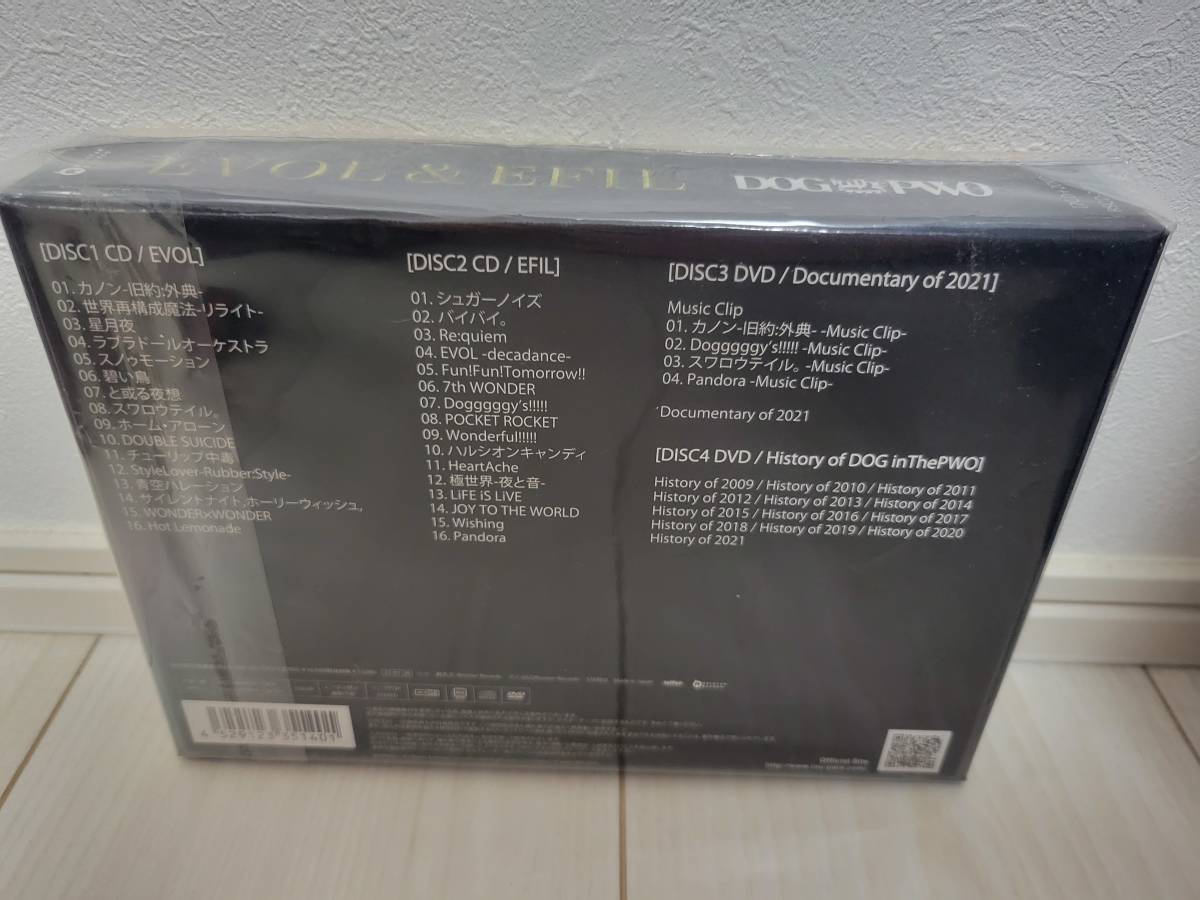 EVOL & EFIL DOG inThe PWO
[DISC1 CD / EVOL]
01. カノン-旧約:外典-
02. 世界再構成魔法-リライト-
03. 星月夜
04. ラブラドールオーケストラ
05. スノゥモーション
06. 碧い鳥
07. と或る夜想
08. スワロウテイル。
09. ホーム・アローン
10. DOUBLE SUICIDE
11. チューリップ中毒
12. StyleLover-Rubber:Style-
13. 青空ハレーション
14. サイレントナイト,ホーリーウィッシュ,
15. WONDER×WONDER
16. Hot Lemonade
[DISC2 CD / EFIL]
01. シュガーノイズ
02. バイバイ。
03. Re:quiem
04. EVOL -decadance-
05. Fun!Fun!Tomorrow!!
06. 7th WONDER
07. Dogggggy's!!!!!
08. POCKET ROCKET
09. Wonderful!!!!!
10. ハルシオンキャンディ
11. HeartAche
12. 極世界-夜と音-
13. LiFE iS LiVE
14. JOY TO THE WORLD
15. Wishing
16. Pandora
[DISC3 DVD / Documentary of 2021]
Music Clip
01. カノン-旧約:外典- -Music Clip-
02. Dogggggy's!!!!! -Music Clip-
03. スワロウテイル。 -Music Clip-
04. Pandora -Music Clip-
Documentary of 2021
[DISC4 DVD / History of DOG inThePWO]
History of 2009 / History of 2010 / History of 2011
History of 2012 / History of 2013 / History of 2014
History of 2015 / History of 2016 / History of 2017
History of 2018 / History of 2019 / History of 2020
History of 2021
4 529123 351401
Official Site